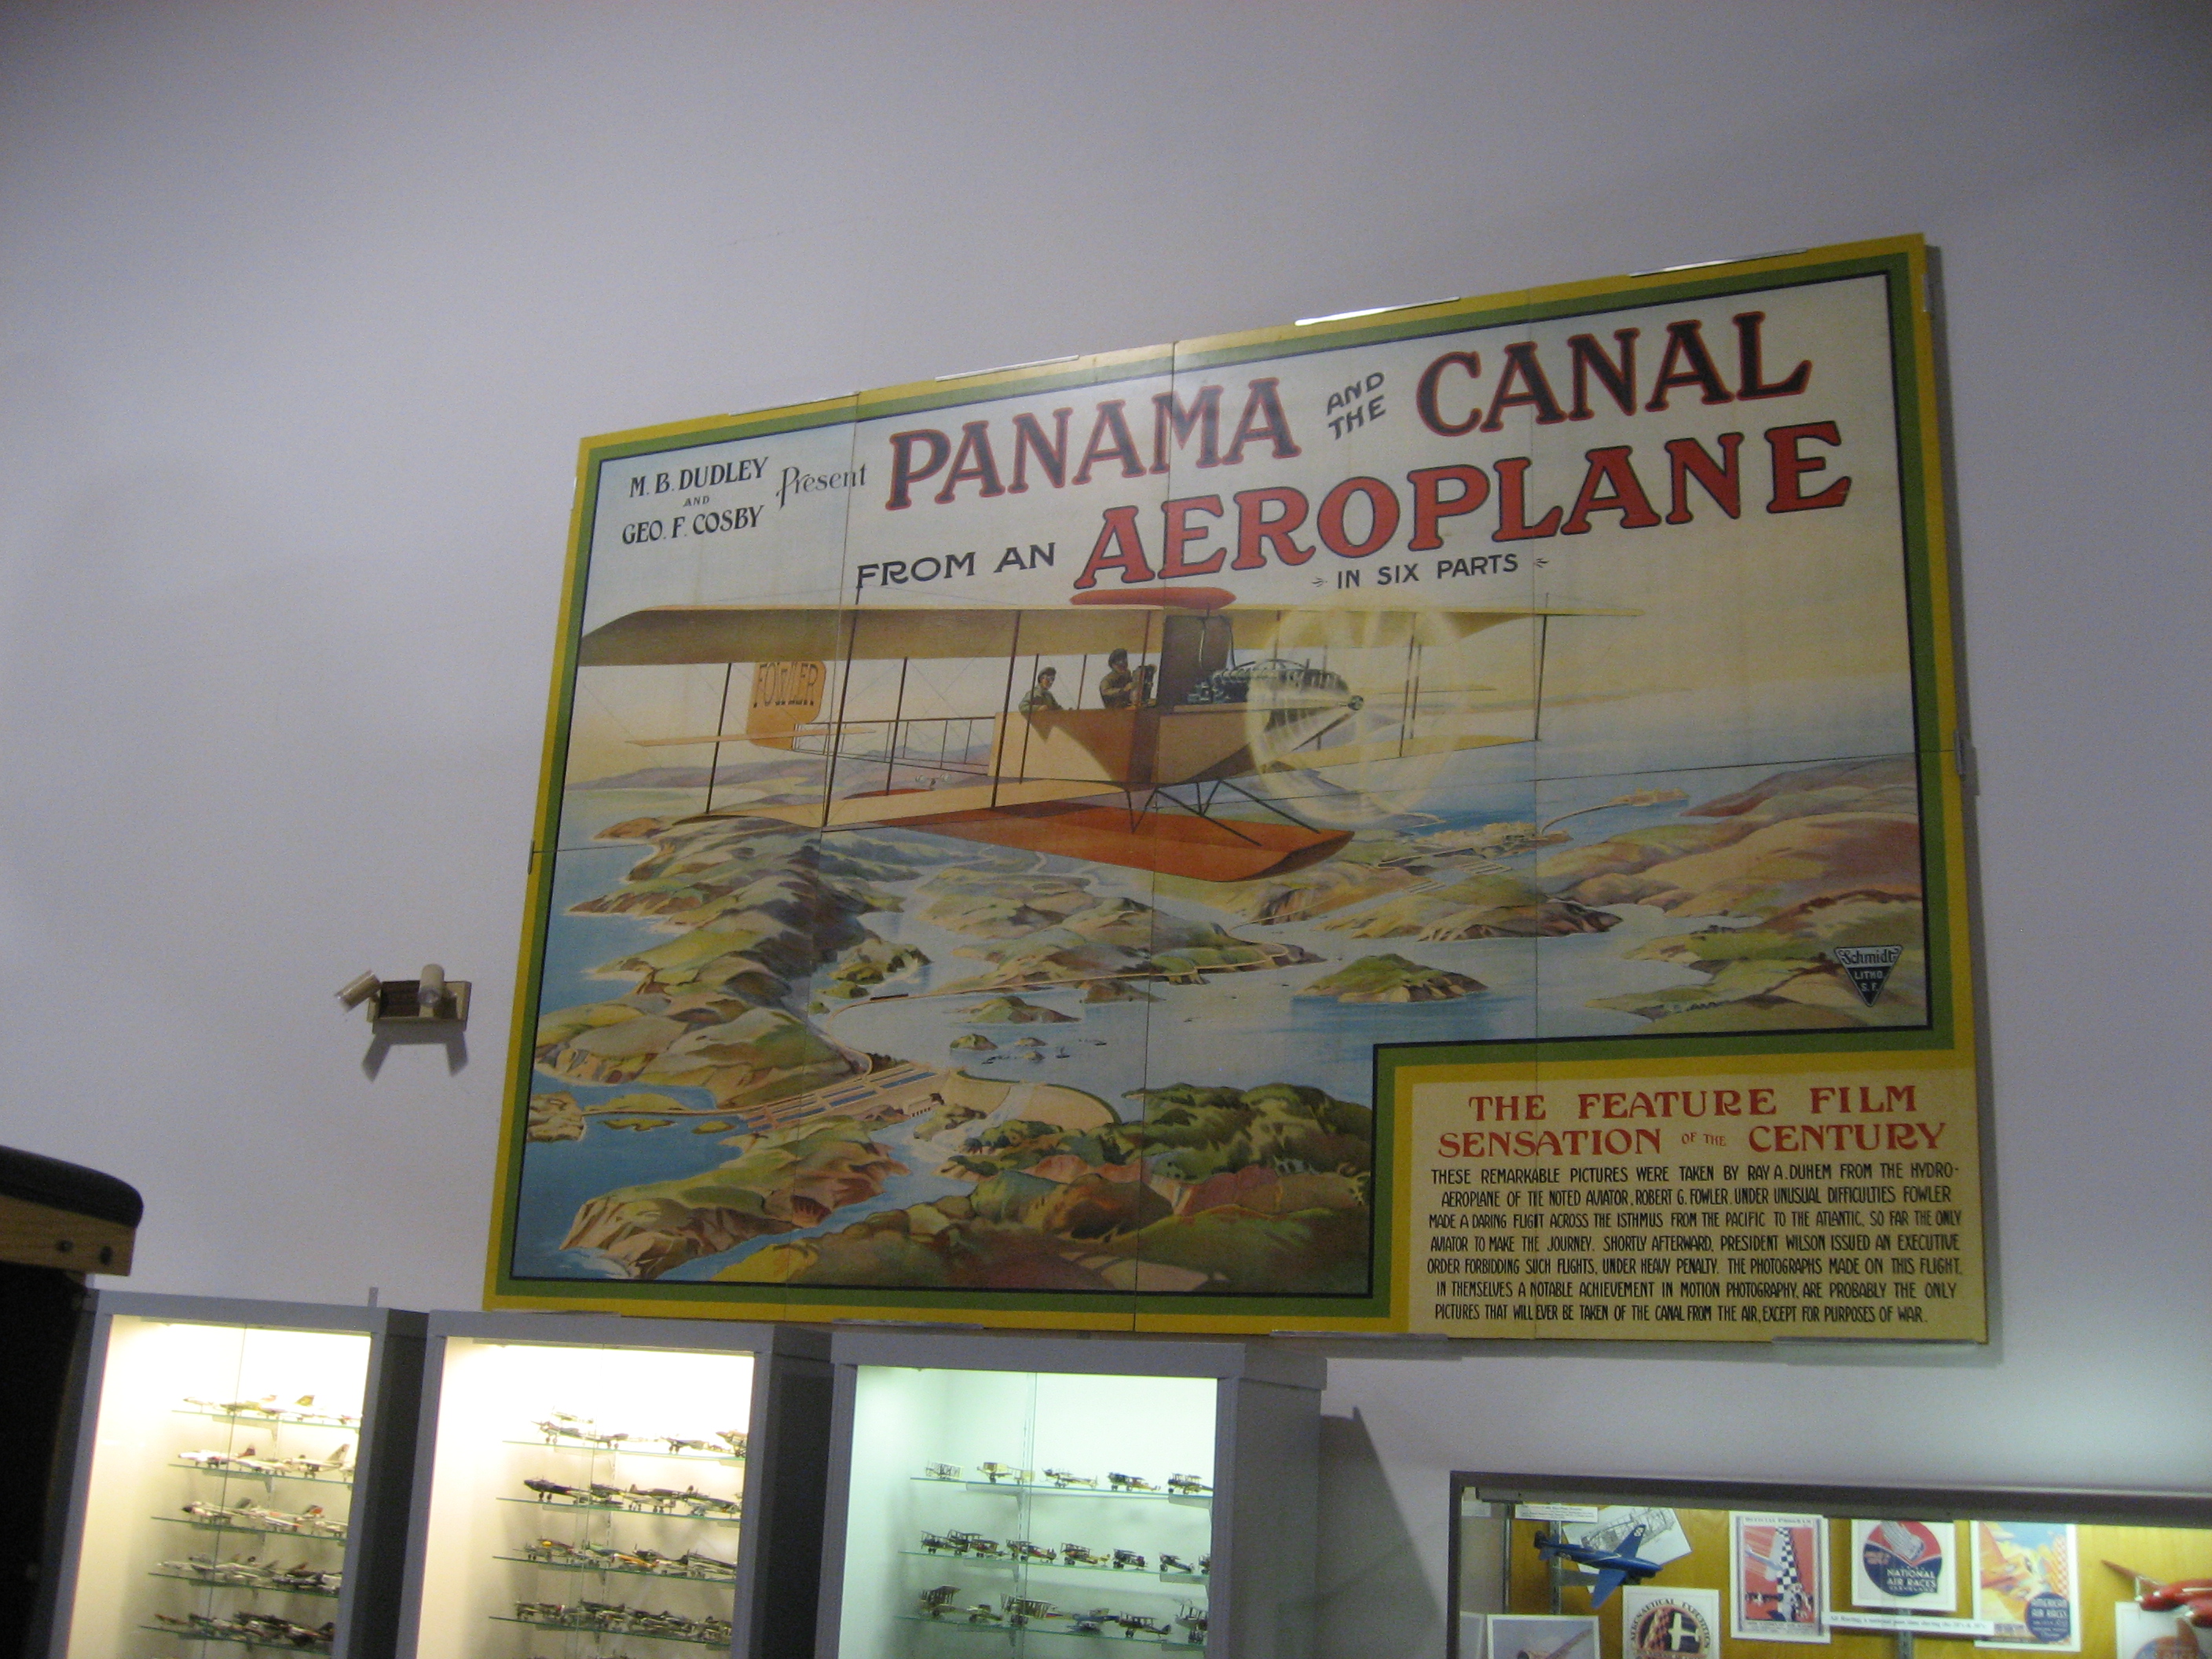 M. B. DUDLEY
AND
GEO. F. COSBY
Present
PANAMA AND THE CANAL
FROM AN AEROPLANE
IN SIX PARTS
FOWLER
Schmidt
LITHO.
S.F.
THE FEATURE FILM
SENSATION OF THE CENTURY
THESE REMARKABLE PICTURES WERE TAKEN BY RAY A. DUHEM FROM THE HYDRO-
AEROPLANE OF THE NOTED AVIATOR, ROBERT G. FOWLER. UNDER UNUSUAL DIFFICULTIES FOWLER
MADE A DARING FLIGHT ACROSS THE ISTHMUS FROM THE PACIFIC TO THE ATLANTIC, SO FAR THE ONLY
AVIATOR TO MAKE THE JOURNEY. SHORTLY AFTERWARD, PRESIDENT WILSON ISSUED AN EXECUTIVE
ORDER FORBIDDING SUCH FLIGHTS, UNDER HEAVY PENALTY. THE PHOTOGRAPHS MADE ON THIS FLIGHT,
IN THEMSELVES A NOTABLE ACHIEVEMENT IN MOTION PHOTOGRAPHY, ARE PROBABLY THE ONLY
PICTURES THAT WILL EVER BE TAKEN OF THE CANAL FROM THE AIR, EXCEPT FOR PURPOSES OF WAR.
NATIONAL
AIR RACES
CLEVELAND
AMERICAN
AIR RACES